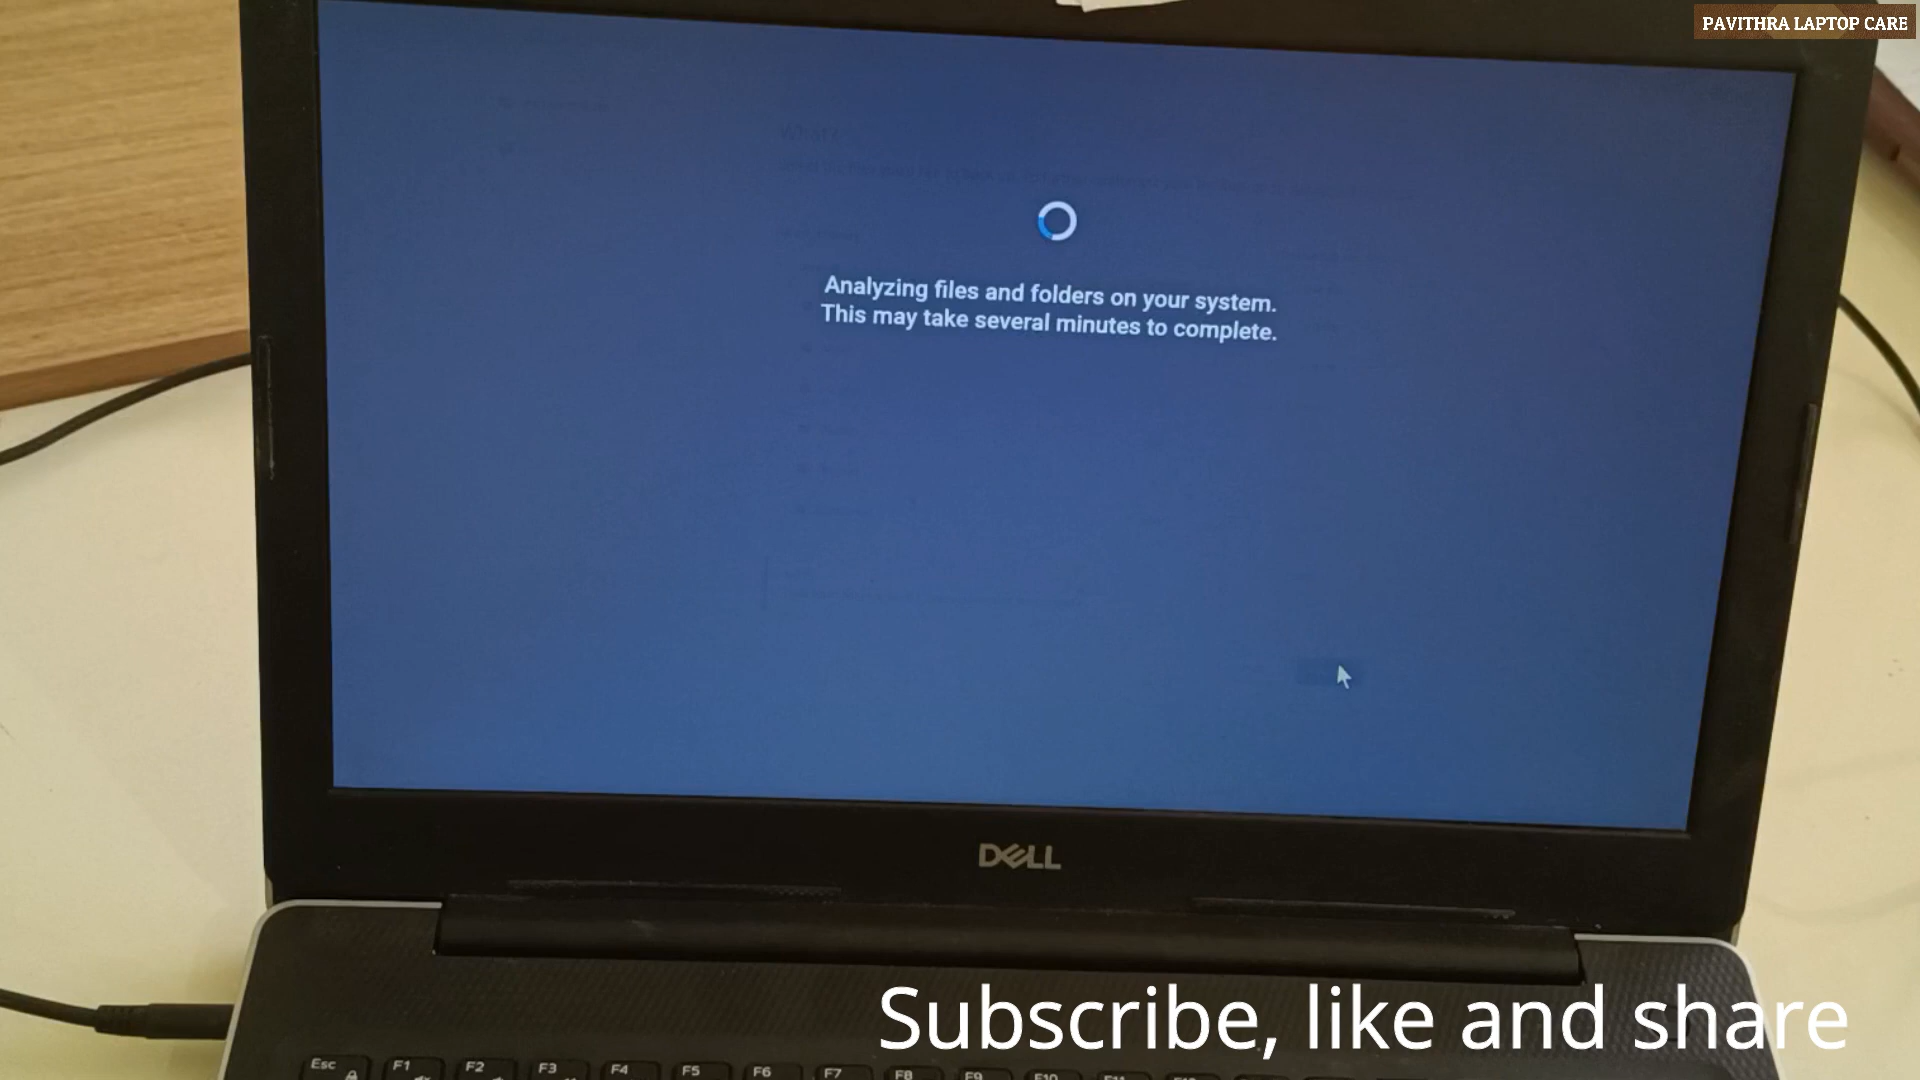 PAVITHRA LAPTOP CARE
Analyzing files and folders on your system.
This may take several minutes to complete.
DELL
Subscribe, like and share
Esc F1 F2 F3 F4 F5 F6 F7 F8 F9 F10